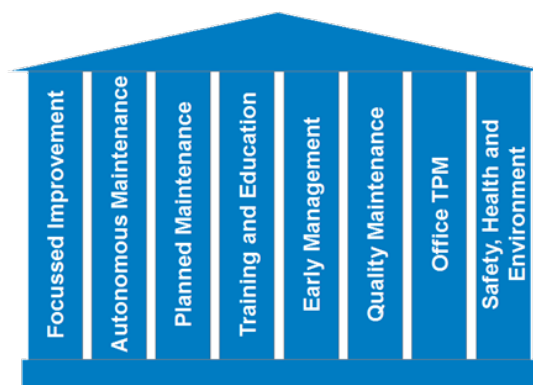 Focussed Improvement
Autonomous Maintenance
Planned Maintenance
Training and Education
Early Management
Quality Maintenance
Office TPM
Safety, Health and
Environment